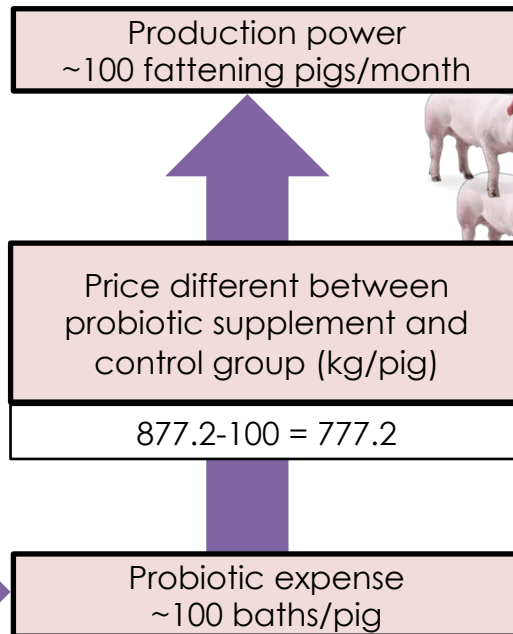 Production power
~100 fattening pigs/month
Price different between
probiotic supplement and
control group (kg/pig)
877.2-100 = 777.2
Probiotic expense
~100 baths/pig